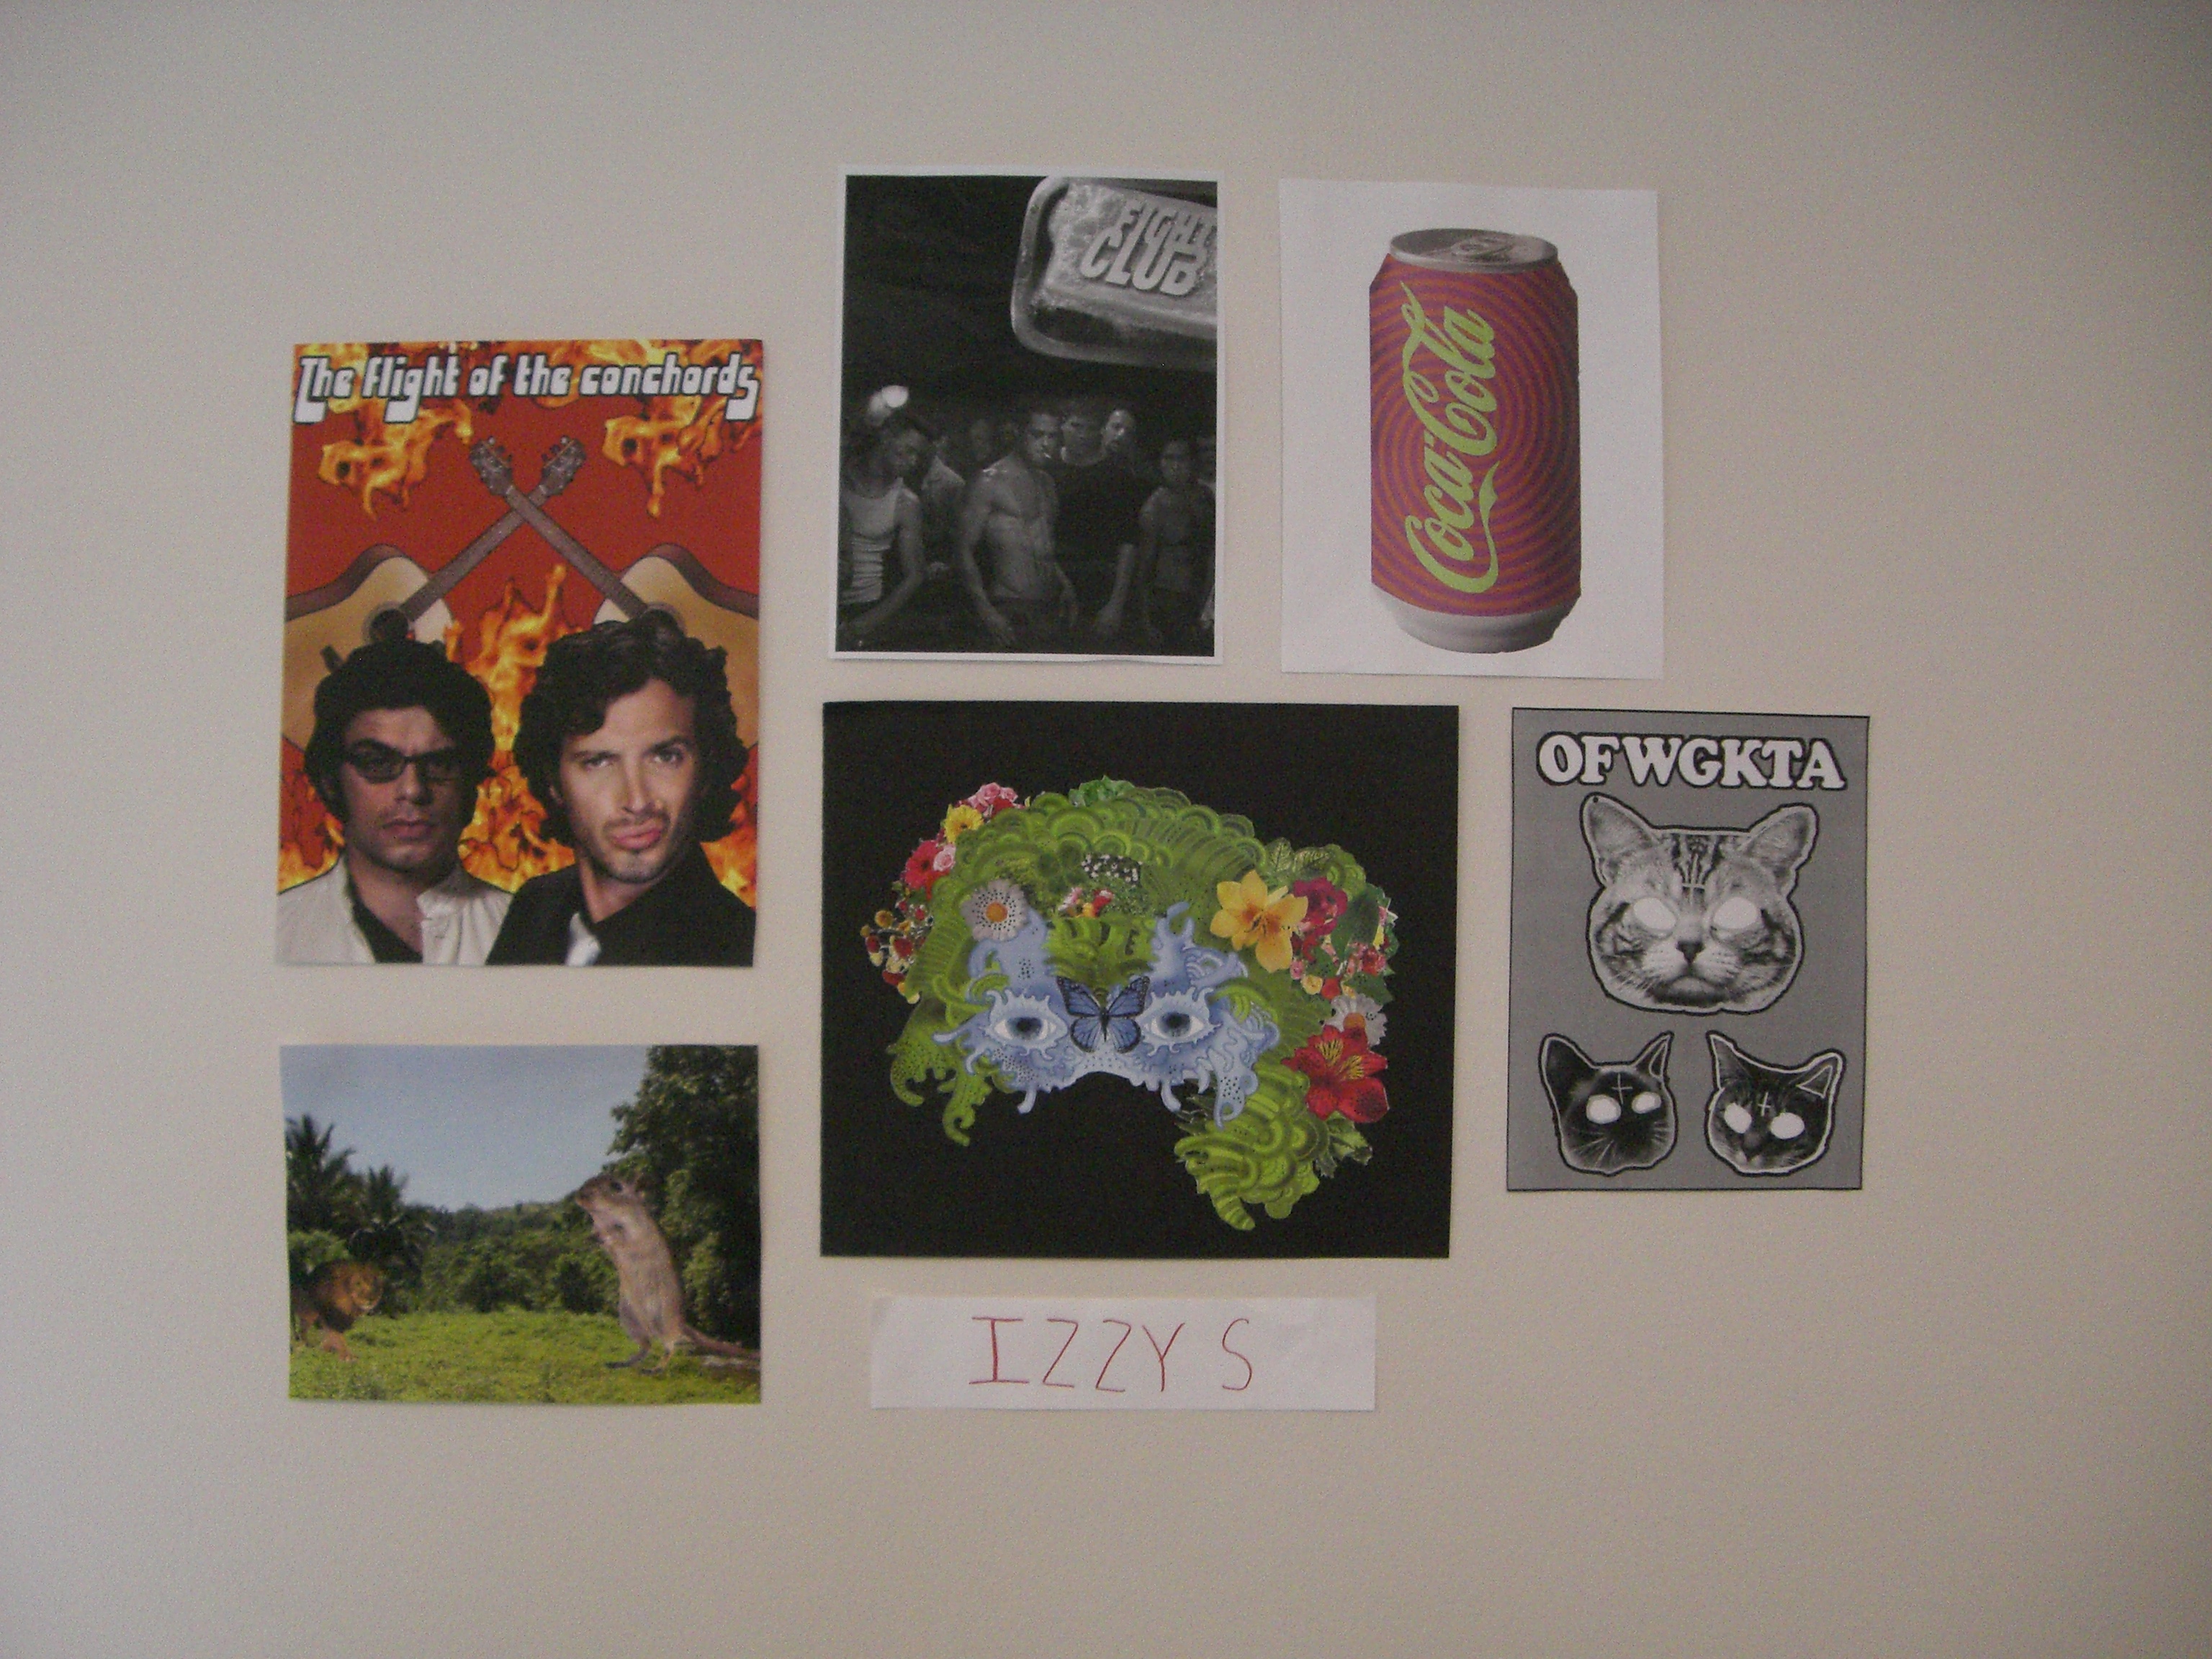 The flight of the conchords
FIGHT
CLUB
Coca-Cola
OFWGKTA
IZZY S